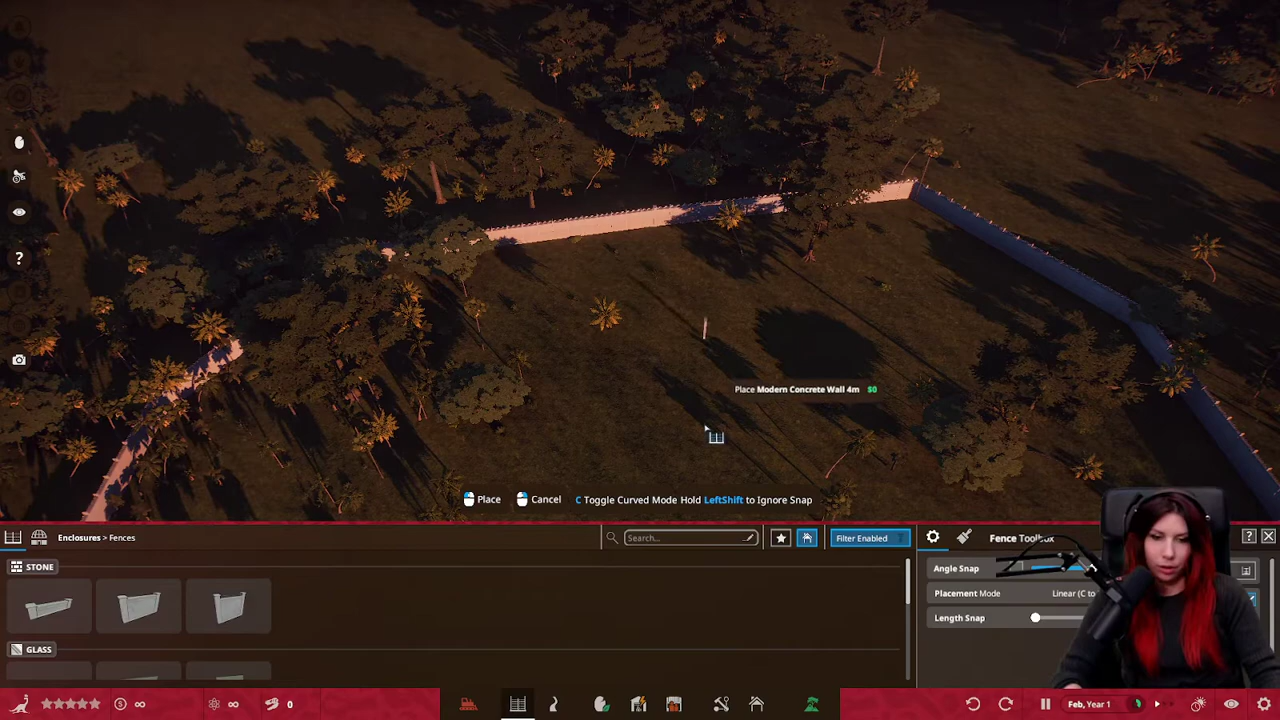 ?
Place Modern Concrete Wall 4m $0
Place Cancel C Toggle Curved Mode Hold LeftShift to Ignore Snap
Enclosures > Fences
Search...
Filter Enabled
Fence Toolbox
?
STONE
Angle Snap
Placement Mode Linear (C to
Length Snap
GLASS
$ ∞
∞
0
Feb, Year 1